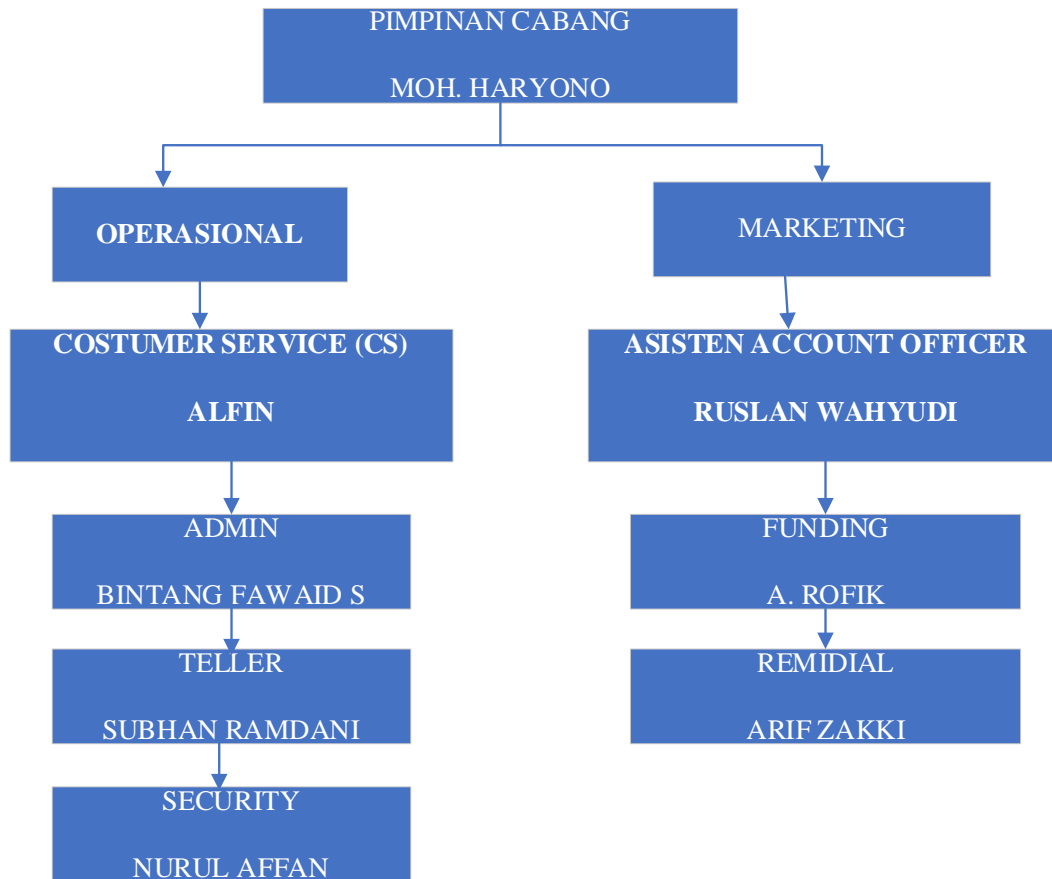 PIMPINAN CABANG
MOH. HARYONO
OPERASIONAL
MARKETING
COSTUMER SERVICE (CS)
ALFIN
ASISTEN ACCOUNT OFFICER
RUSLAN WAHYUDI
ADMIN
BINTANG FAWAID S
FUNDING
A. ROFIK
TELLER
SUBHAN RAMDANI
REMIDIAL
ARIF ZAKKI
SECURITY
NURUL AFFAN